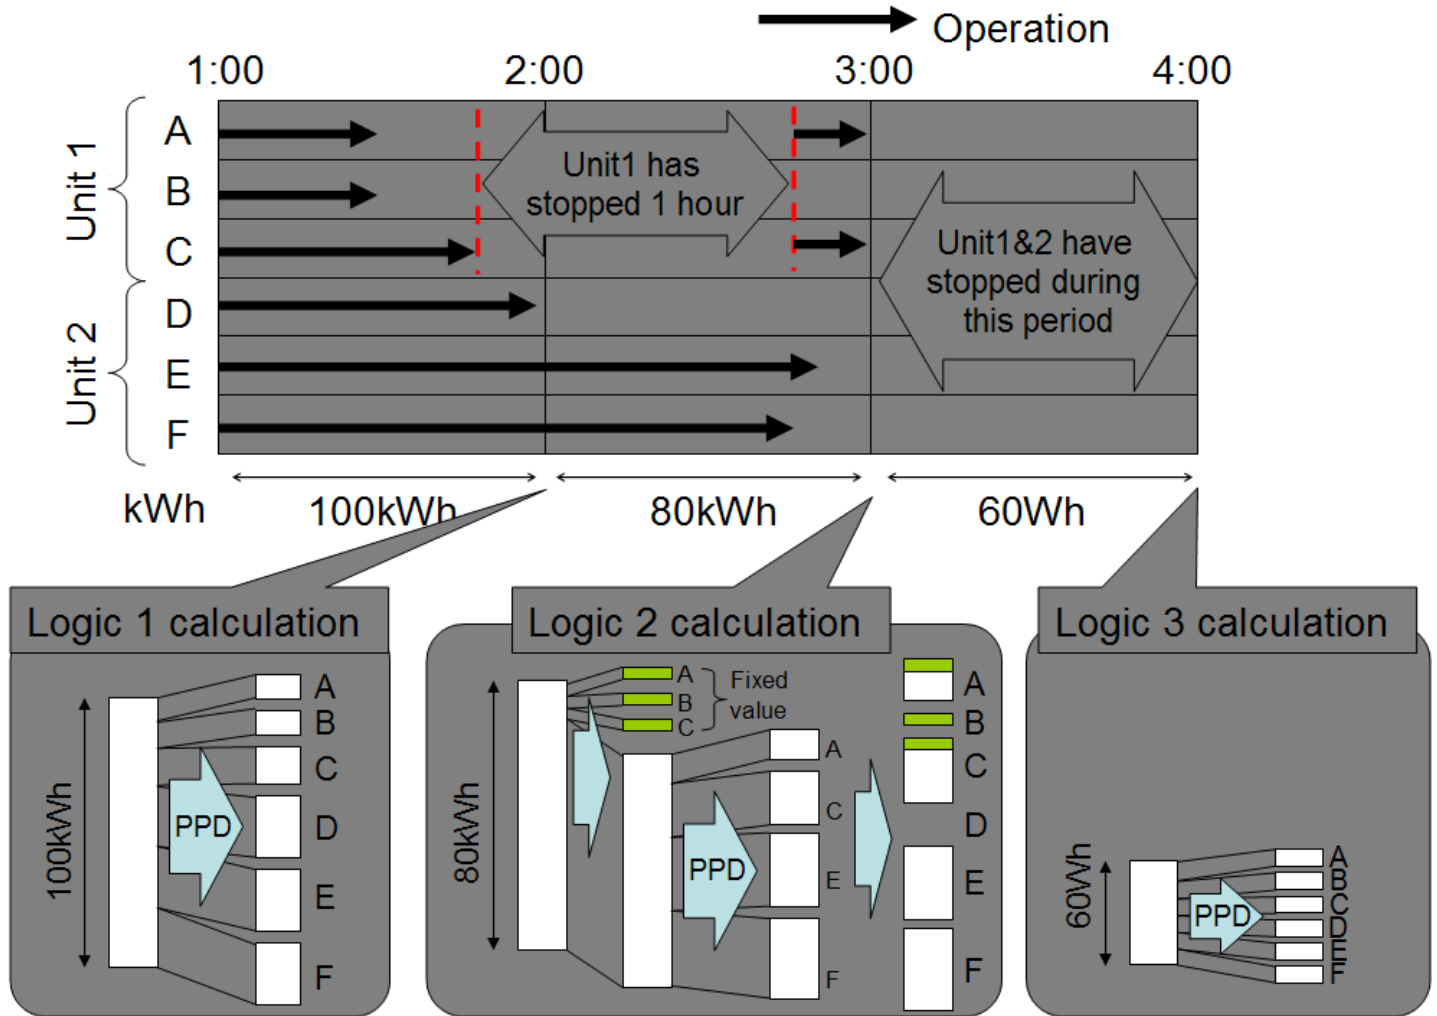 Operation
1:00
2:00
3:00
4:00
Unit 1
A
B
C
Unit 2
D
E
F
Unit1 has
stopped 1 hour
Unit1&2 have
stopped during
this period
kWh
100kWh
80kWh
60Wh
Logic 1 calculation
100kWh
PPD
A
B
C
D
E
F
Logic 2 calculation
80kWh
A
B
C
Fixed
value
PPD
A
C
E
F
A
B
C
D
E
F
Logic 3 calculation
60Wh
PPD
A
B
C
D
E
F